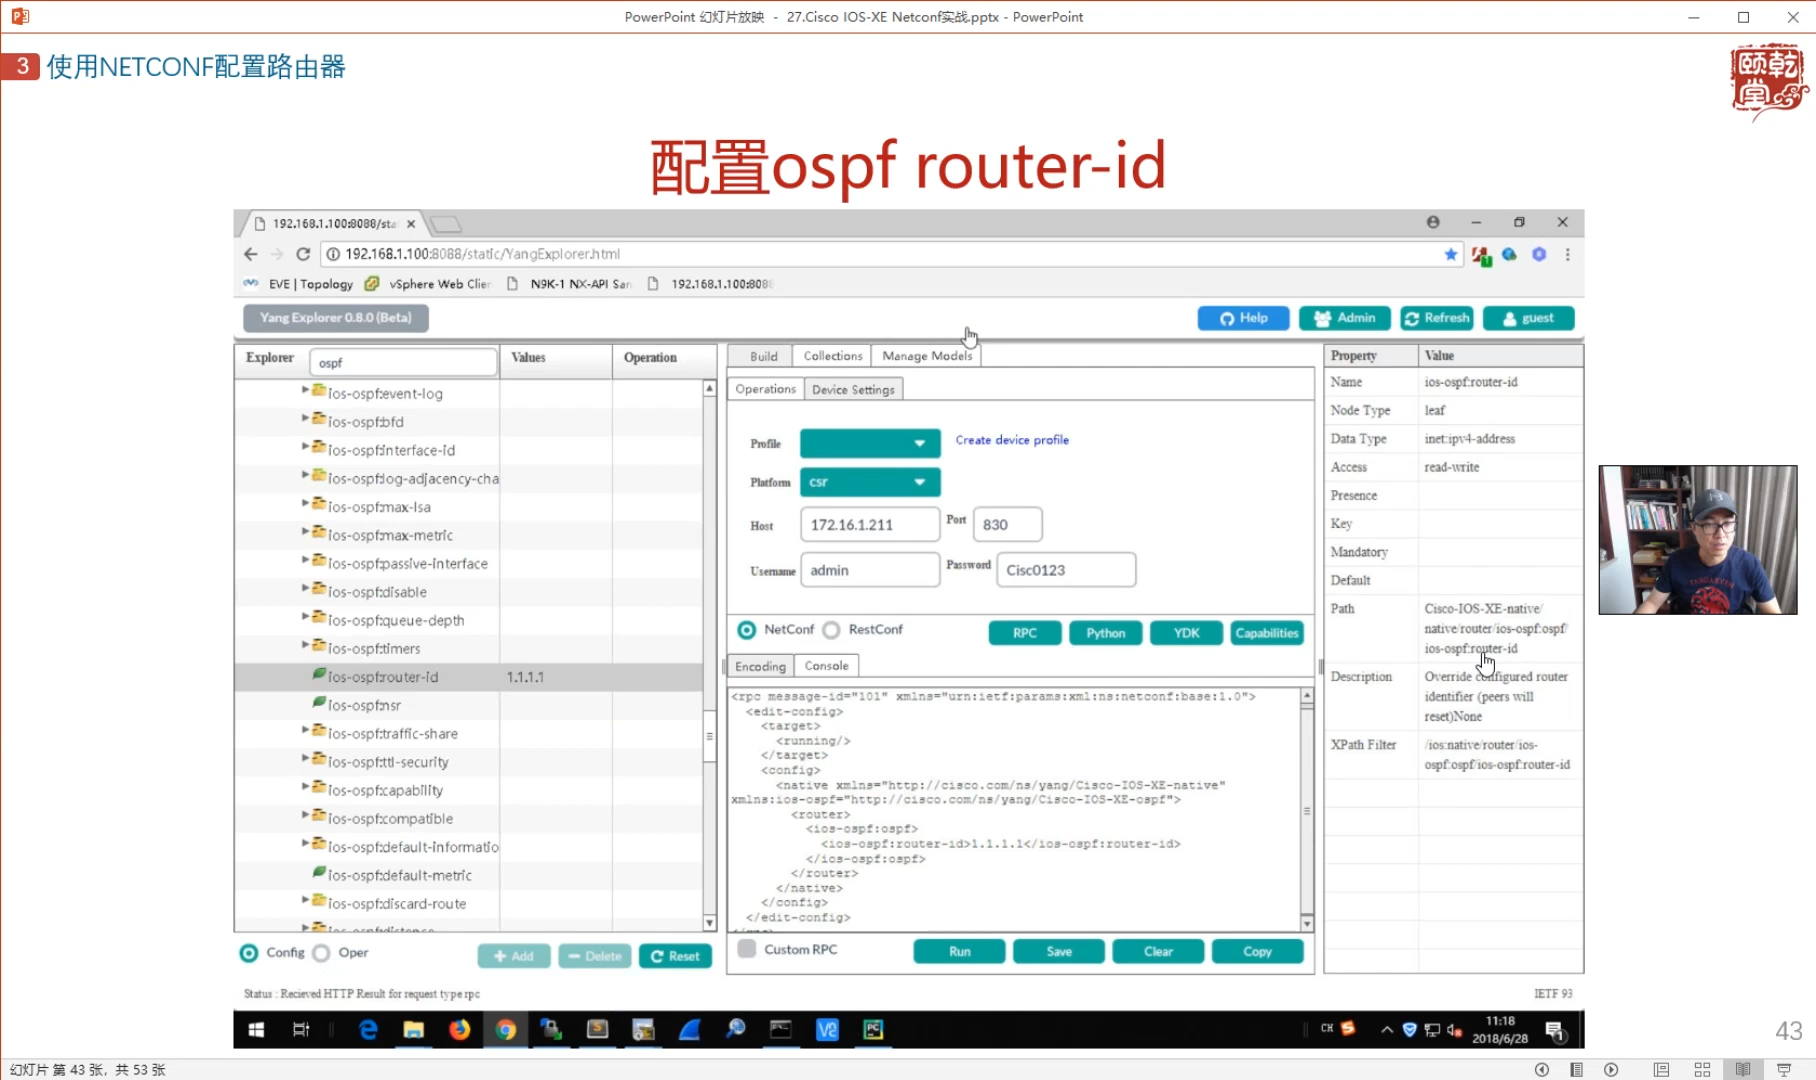 PowerPoint 幻灯片放映 - 27.Cisco IOS-XE Netconf实战.pptx - PowerPoint
3 使用NETCONF配置路由器
乾颐堂
配置ospf router-id
192.168.1.100:8088/sta
192.168.1.100:8088/static/YangExplorer.html
EVE | Topology vSphere Web Clie N9K-1 NX-API San 192.168.1.100:8088
Yang Explorer 0.8.0 (Beta)
Help Admin Refresh guest
Explorer ospf Values Operation
ios-ospf:event-log
ios-ospf:bfd
ios-ospf:interface-id
ios-ospf:log-adjacency-cha
ios-ospf:max-lsa
ios-ospf:max-metric
ios-ospf:passive-interface
ios-ospf:disable
ios-ospf:queue-depth
ios-ospf:timers
ios-ospf:router-id 1.1.1.1
ios-ospf:nsr
ios-ospf:traffic-share
ios-ospf:ttl-security
ios-ospf:capability
ios-ospf:compatible
ios-ospf:default-informatio
ios-ospf:default-metric
ios-ospf:discard-route
ios-ospf:distance
Config Oper Add Delete Reset
Status : Recieved HTTP Result for request type rpc
Build Collections Manage Models
Operations Device Settings
Profile Create device profile
Platform csr
Host 172.16.1.211 Port 830
Username admin Password Cisc0123
NetConf RestConf RPC Python YDK Capabilities
Encoding Console
<rpc message-id="101" xmlns="urn:ietf:params:xml:ns:netconf:base:1.0">
<edit-config>
<target>
<running/>
</target>
<config>
<native xmlns="http://cisco.com/ns/yang/Cisco-IOS-XE-native"
xmlns:ios-ospf="http://cisco.com/ns/yang/Cisco-IOS-XE-ospf">
<router>
<ios-ospf:ospf>
<ios-ospf:router-id>1.1.1.1</ios-ospf:router-id>
</ios-ospf:ospf>
</router>
</native>
</config>
</edit-config>
Custom RPC Run Save Clear Copy
Property Value
Name ios-ospf:router-id
Node Type leaf
Data Type inet:ipv4-address
Access read-write
Presence
Key
Mandatory
Default
Path Cisco-IOS-XE-native/
native/router/ios-ospf:ospf/
ios-ospf:router-id
Description Override configured router
identifier (peers will
reset)None
XPath Filter /ios:native/router/ios-
ospf:ospf/ios-ospf:router-id
IETF 93
CH
11:18
2018/6/28
43
幻灯片 第 43 张，共 53 张